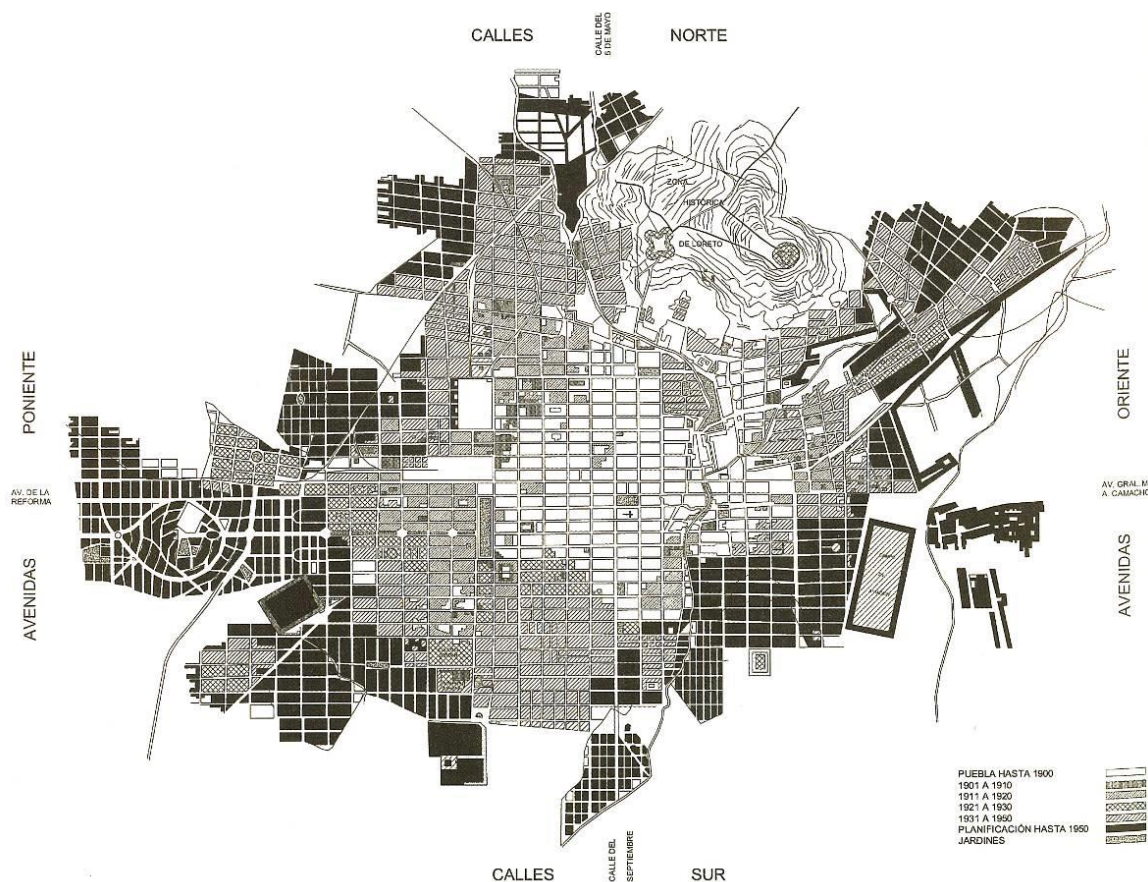 CALLES
CALLE DEL
5 DE MAYO
NORTE
ZONA
HISTÓRICA
DE LORETO
PONIENTE
ORIENTE
AV. DE LA
REFORMA
AV. GRAL. M
A. CAMACHO
AVENIDAS
AVENIDAS
PUEBLA HASTA 1900
1901 A 1910
1911 A 1920
1921 A 1930
1931 A 1950
PLANIFICACIÓN HASTA 1950
JARDINES
CALLES
CALLE DEL
SEPTIEMBRE
SUR